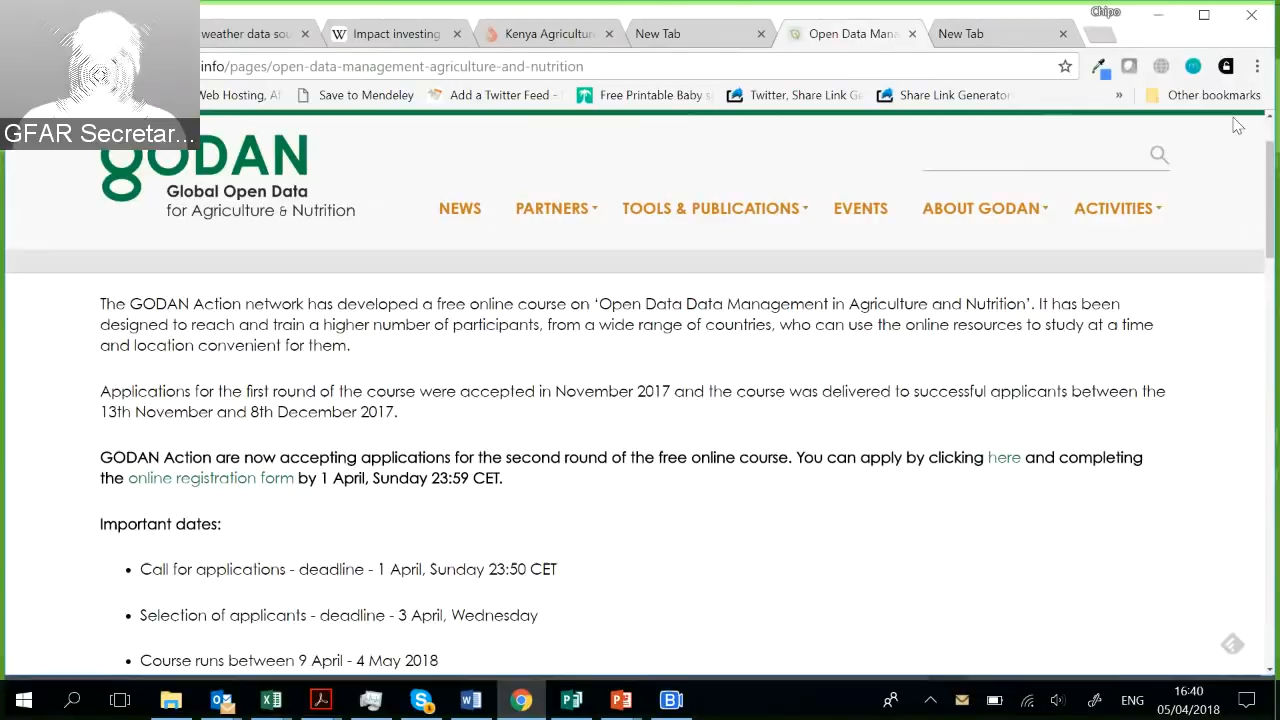 Chipo
weather data sou
Impact investing
Kenya Agriculture
New Tab
Open Data Mana
New Tab
info/pages/open-data-management-agriculture-and-nutrition
Web Hosting, Af
Save to Mendeley
Add a Twitter Feed -
Free Printable Baby s
Twitter, Share Link Ge
Share Link Generator
»
Other bookmarks
GFAR Secretar...
GODAN
Global Open Data
for Agriculture & Nutrition
NEWS
PARTNERS
TOOLS & PUBLICATIONS
EVENTS
ABOUT GODAN
ACTIVITIES
The GODAN Action network has developed a free online course on ‘Open Data Data Management in Agriculture and Nutrition’. It has been
designed to reach and train a higher number of participants, from a wide range of countries, who can use the online resources to study at a time
and location convenient for them.
Applications for the first round of the course were accepted in November 2017 and the course was delivered to successful applicants between the
13th November and 8th December 2017.
GODAN Action are now accepting applications for the second round of the free online course. You can apply by clicking here and completing
the online registration form by 1 April, Sunday 23:59 CET.
Important dates:
• Call for applications - deadline - 1 April, Sunday 23:50 CET
• Selection of applicants - deadline - 3 April, Wednesday
• Course runs between 9 April - 4 May 2018
ENG
16:40
05/04/2018